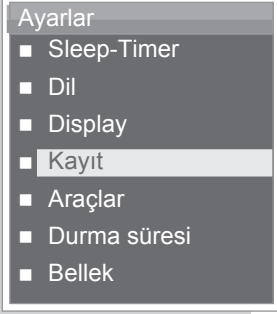 Ayarlar
Sleep-Timer
Dil
Display
Kayıt
Araçlar
Durma süresi
Bellek